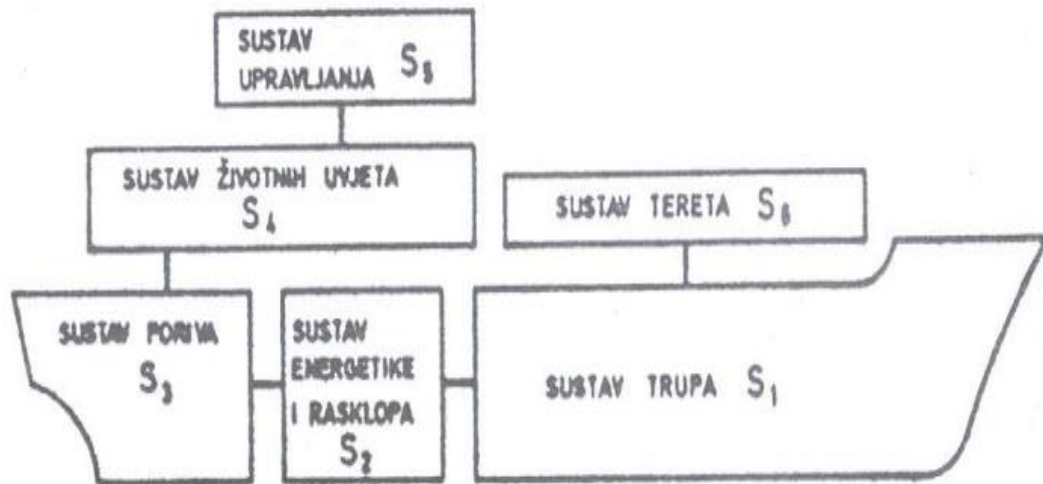 SUSTAV
UPRAVLJANJA S₅
SUSTAV ŽIVOTNIH UVJETA
S₄
SUSTAV TERETA S₆
SUSTAV PORIVA
S₃
SUSTAV
ENERGETIKE
I RASKLOPA
S₂
SUSTAV TRUPA S₁